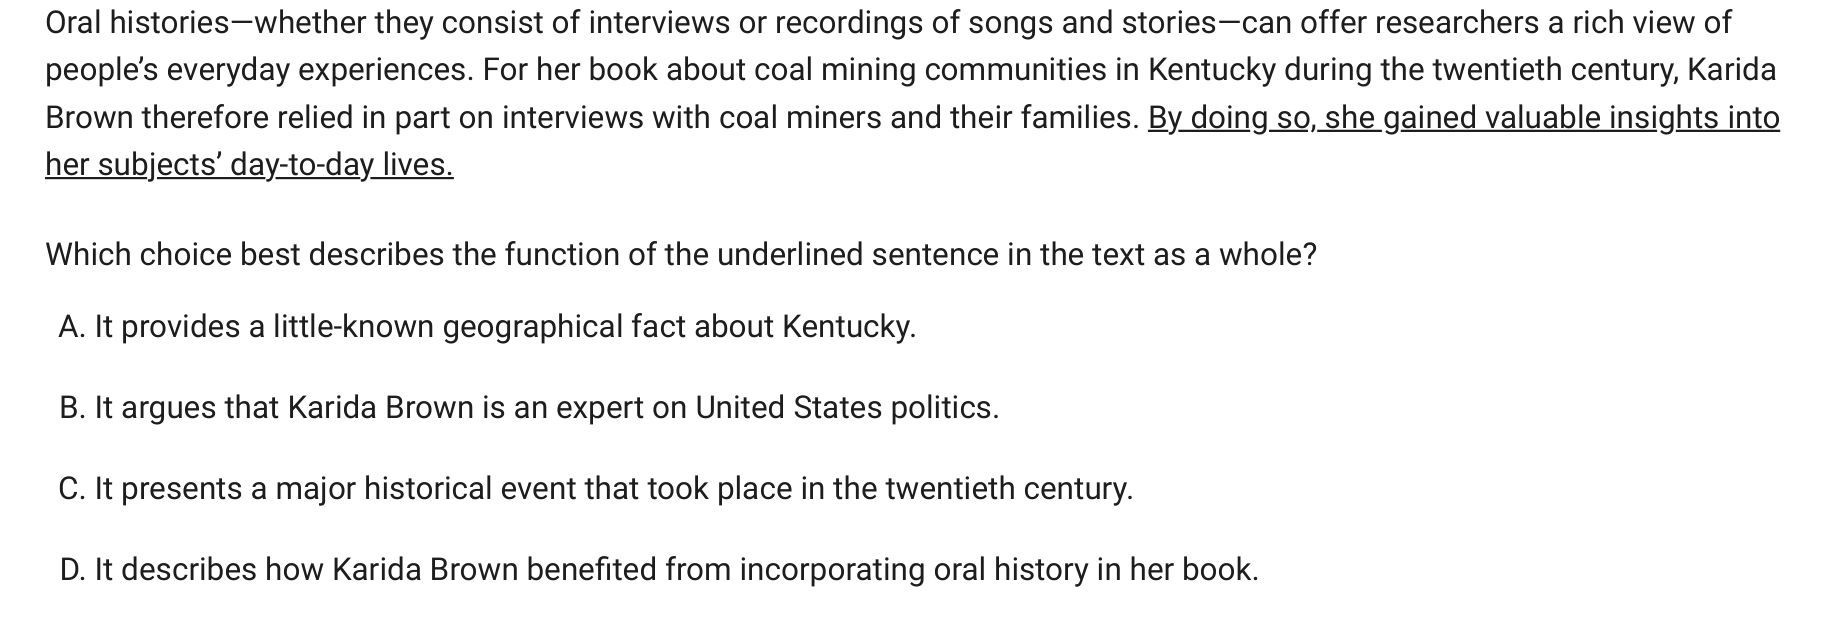 Oral histories—whether they consist of interviews or recordings of songs and stories—can offer researchers a rich view of
people’s everyday experiences. For her book about coal mining communities in Kentucky during the twentieth century, Karida
Brown therefore relied in part on interviews with coal miners and their families. By doing so, she gained valuable insights into
her subjects’ day-to-day lives.
Which choice best describes the function of the underlined sentence in the text as a whole?
A. It provides a little-known geographical fact about Kentucky.
B. It argues that Karida Brown is an expert on United States politics.
C. It presents a major historical event that took place in the twentieth century.
D. It describes how Karida Brown benefited from incorporating oral history in her book.